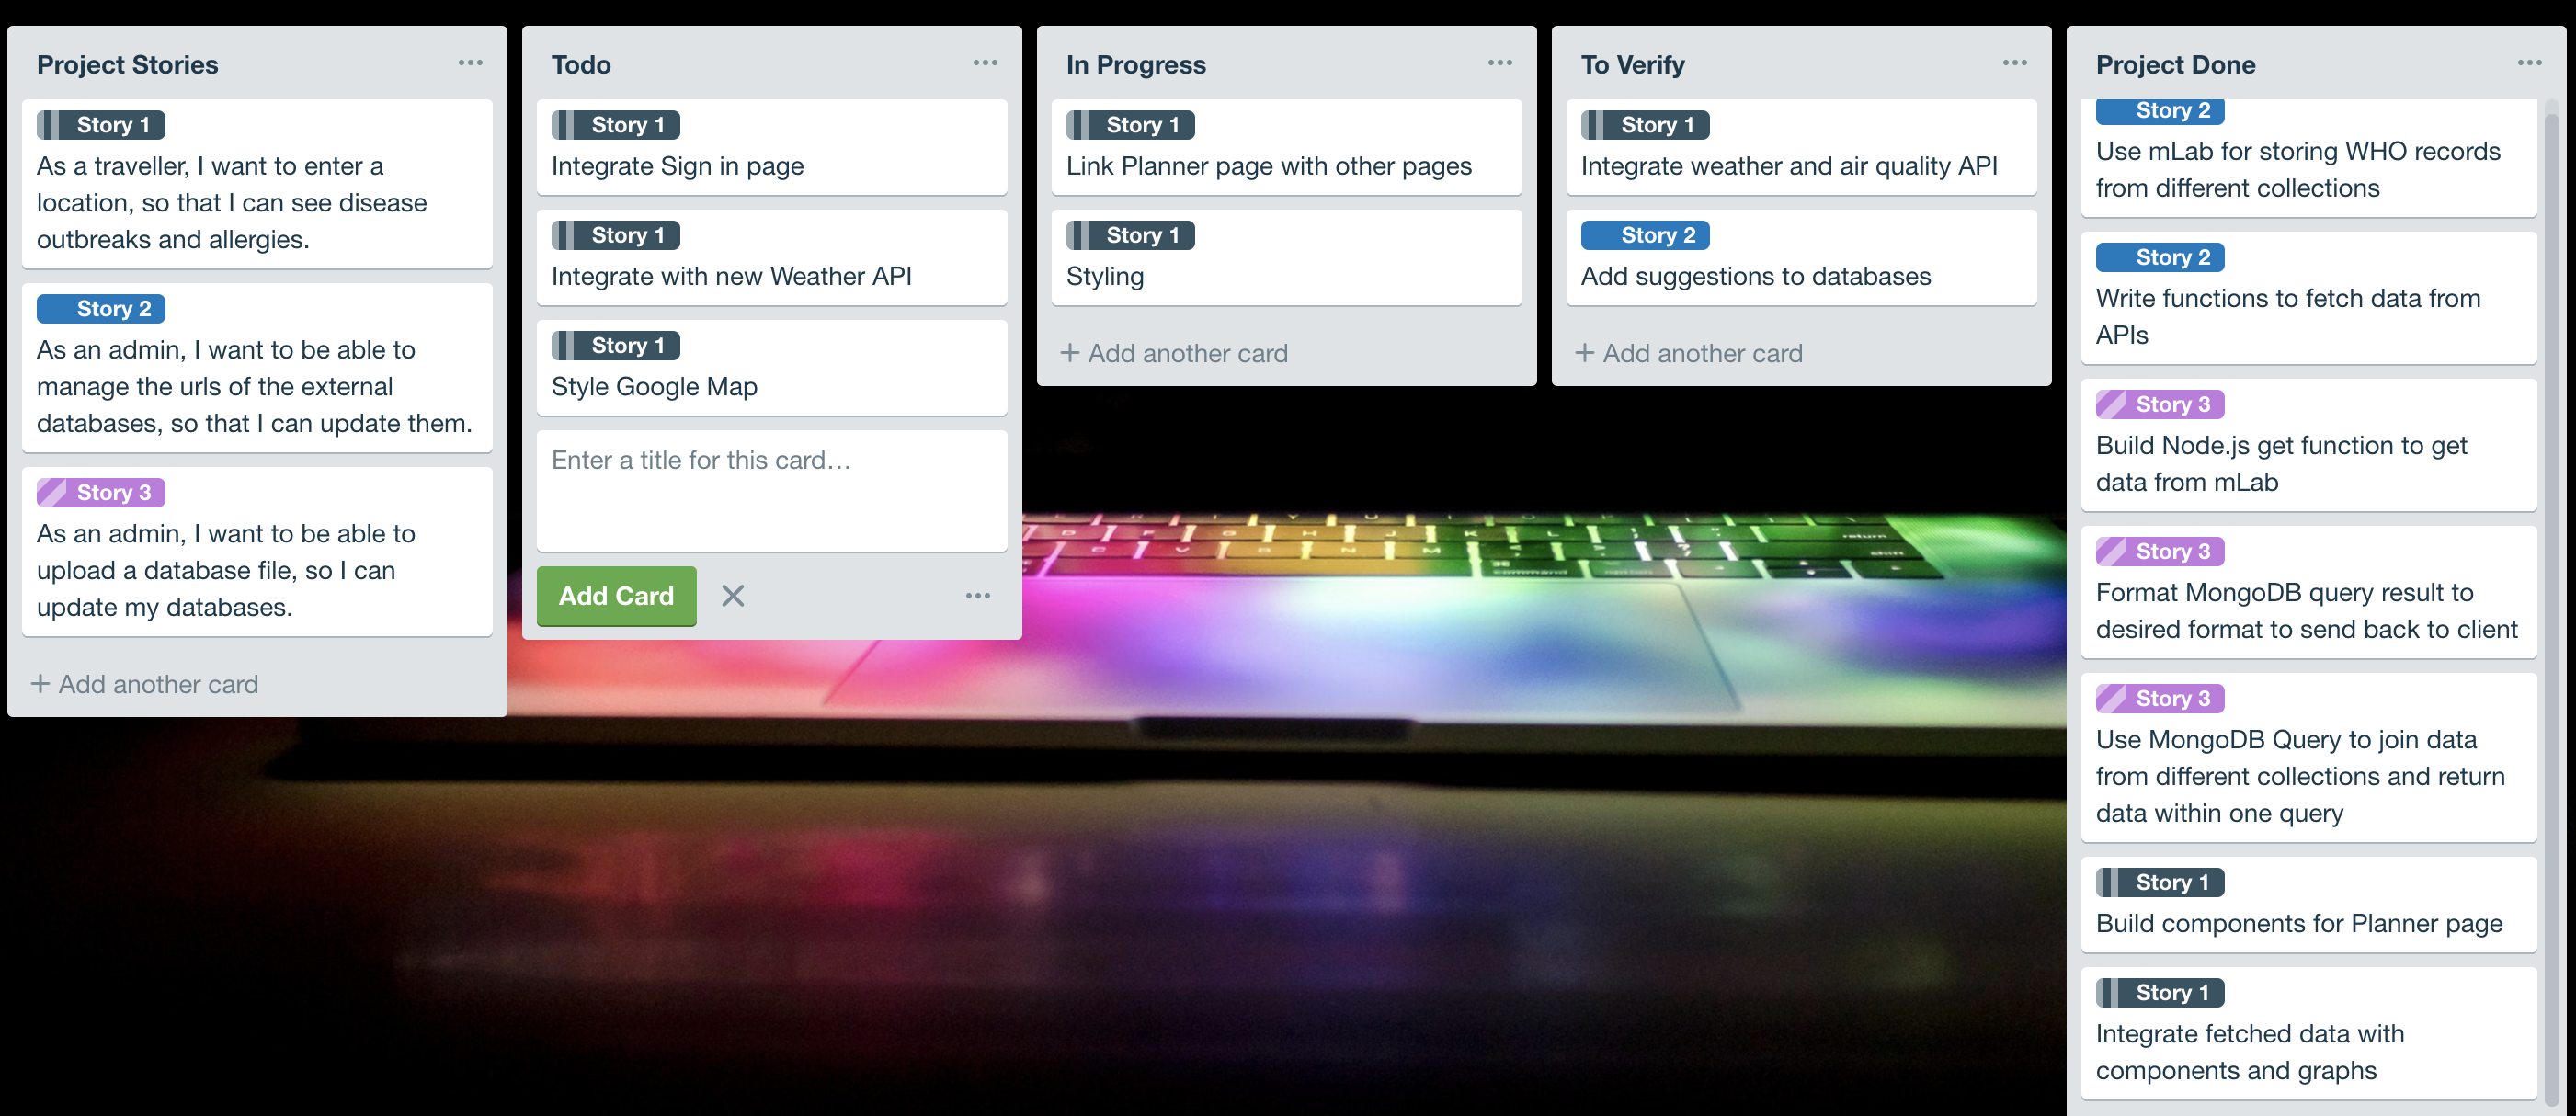 Project Stories
Story 1
As a traveller, I want to enter a
location, so that I can see disease
outbreaks and allergies.
Story 2
As an admin, I want to be able to
manage the urls of the external
databases, so that I can update them.
Story 3
As an admin, I want to be able to
upload a database file, so I can
update my databases.
+ Add another card
Todo
Story 1
Integrate Sign in page
Story 1
Integrate with new Weather API
Story 1
Style Google Map
Enter a title for this card…
Add Card
In Progress
Story 1
Link Planner page with other pages
Story 1
Styling
+ Add another card
To Verify
Story 1
Integrate weather and air quality API
Story 2
Add suggestions to databases
+ Add another card
Project Done
Story 2
Use mLab for storing WHO records
from different collections
Story 2
Write functions to fetch data from
APIs
Story 3
Build Node.js get function to get
data from mLab
Story 3
Format MongoDB query result to
desired format to send back to client
Story 3
Use MongoDB Query to join data
from different collections and return
data within one query
Story 1
Build components for Planner page
Story 1
Integrate fetched data with
components and graphs
return
shift
command
option